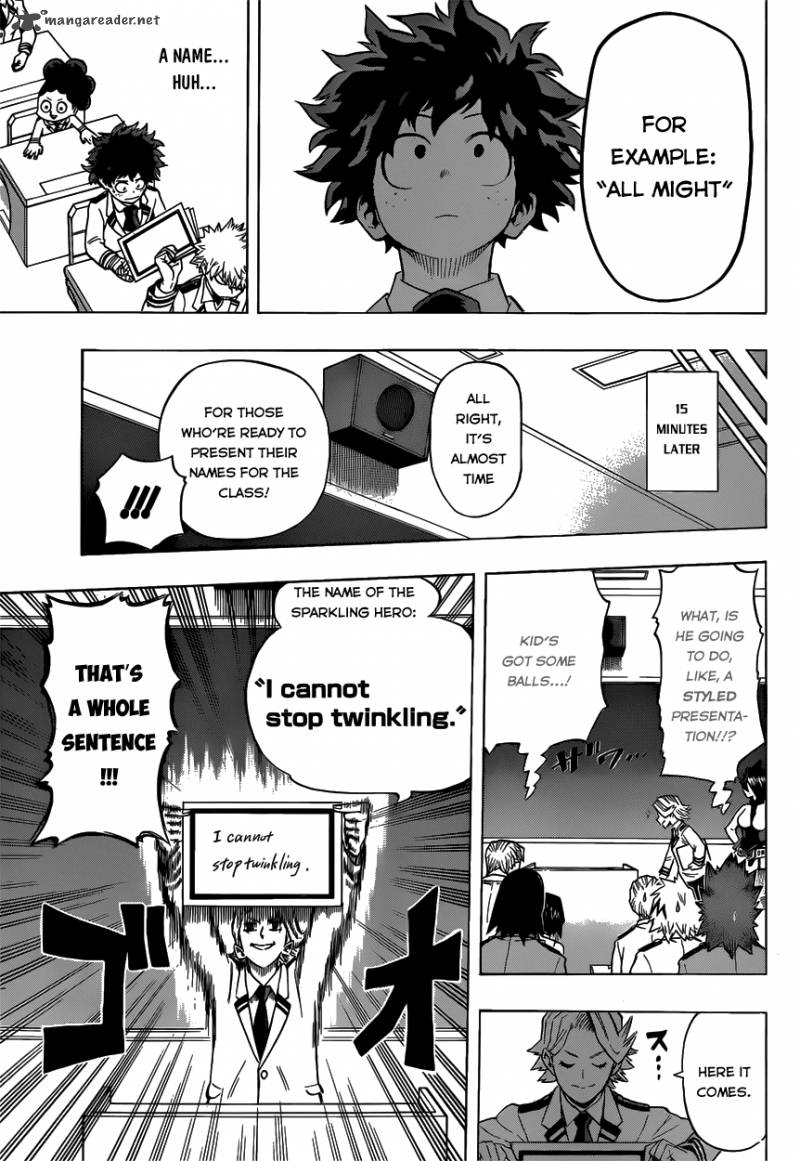 mangareader.net
FOR
EXAMPLE:
"ALL MIGHT"
A NAME...
HUH...
15
MINUTES
LATER
ALL
RIGHT,
IT'S
ALMOST
TIME
FOR THOSE
WHO'RE READY TO
PRESENT THEIR
NAMES FOR THE
CLASS!
!!!
WHAT, IS
HE GOING
TO DO,
LIKE, A
STYLED
PRESENTA-
TION!!?
KID'S
GOT SOME
BALLS...!
ザワ...
HERE IT
COMES.
ス...
THE NAME OF THE
SPARKLING HERO:
"I cannot
stop twinkling."
THAT'S
A WHOLE
SENTENCE
!!!
I cannot
stop twinkling.
オ
ゴ